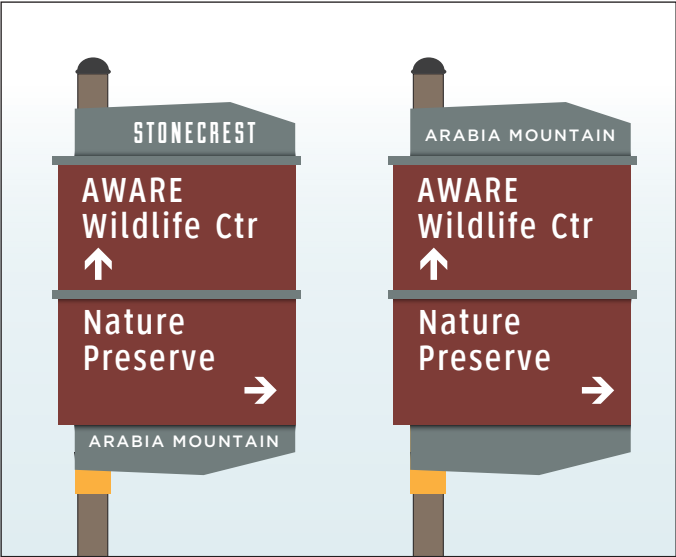 STONECREST
AWARE
Wildlife Ctr
Nature
Preserve
ARABIA MOUNTAIN
ARABIA MOUNTAIN
AWARE
Wildlife Ctr
Nature
Preserve